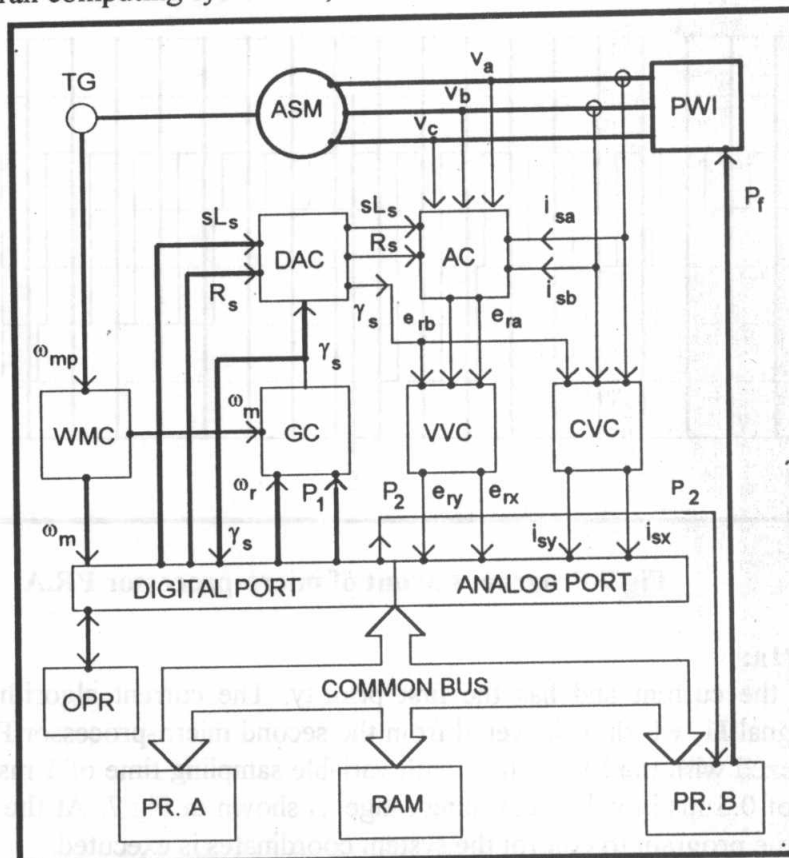 TG
ASM
v_a
v_b
v_c
PWI
P_f
sL_s
R_s
DAC
sL_s
R_s
γ_s
AC
i_sa
i_sb
ω_mp
γ_s
e_rb
e_ra
WMC
ω_m
GC
VVC
CVC
ω_m
ω_r
P_1
γ_s
P_2
e_ry
e_rx
i_sy
i_sx
P_2
DIGITAL PORT
ANALOG PORT
OPR
COMMON BUS
PR. A
RAM
PR. B